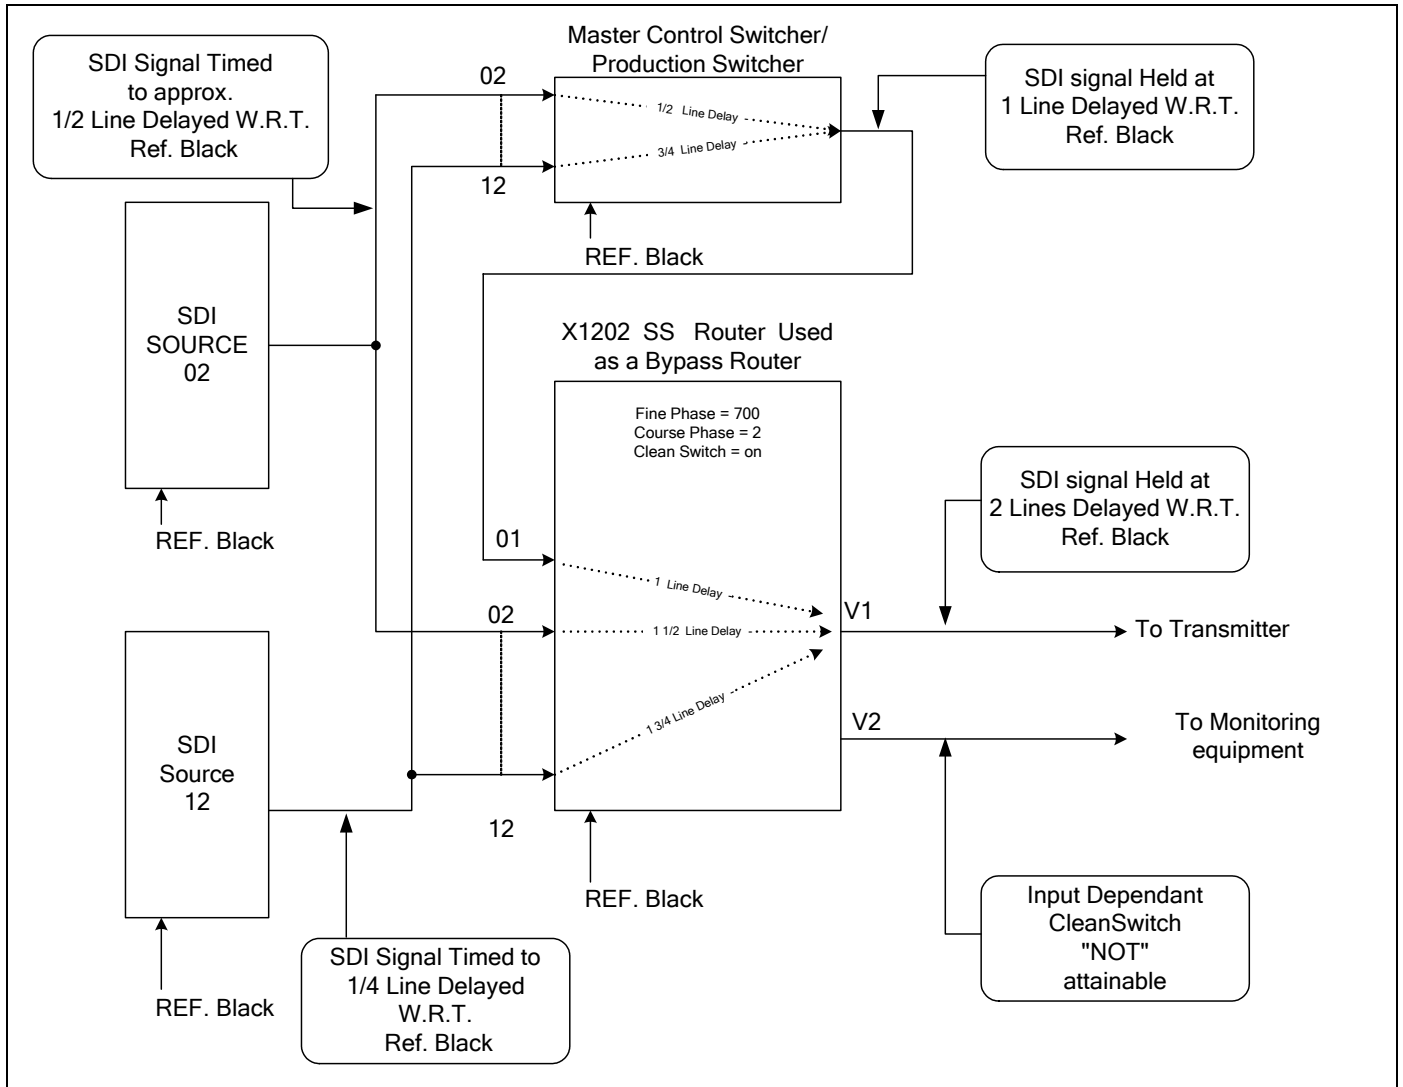 SDI Signal Timed
to approx.
1/2 Line Delayed W.R.T.
Ref. Black
Master Control Switcher/
Production Switcher
02
1/2 Line Delay
3/4 Line Delay
12
REF. Black
SDI signal Held at
1 Line Delayed W.R.T.
Ref. Black
SDI
SOURCE
02
REF. Black
X1202 SS Router Used
as a Bypass Router
Fine Phase = 700
Course Phase = 2
Clean Switch = on
01
1 Line Delay
02
1 1/2 Line Delay
1 3/4 Line Delay
12
REF. Black
V1
To Transmitter
V2
To Monitoring
equipment
SDI signal Held at
2 Lines Delayed W.R.T.
Ref. Black
SDI
Source
12
REF. Black
SDI Signal Timed to
1/4 Line Delayed
W.R.T.
Ref. Black
Input Dependant
CleanSwitch
"NOT"
attainable